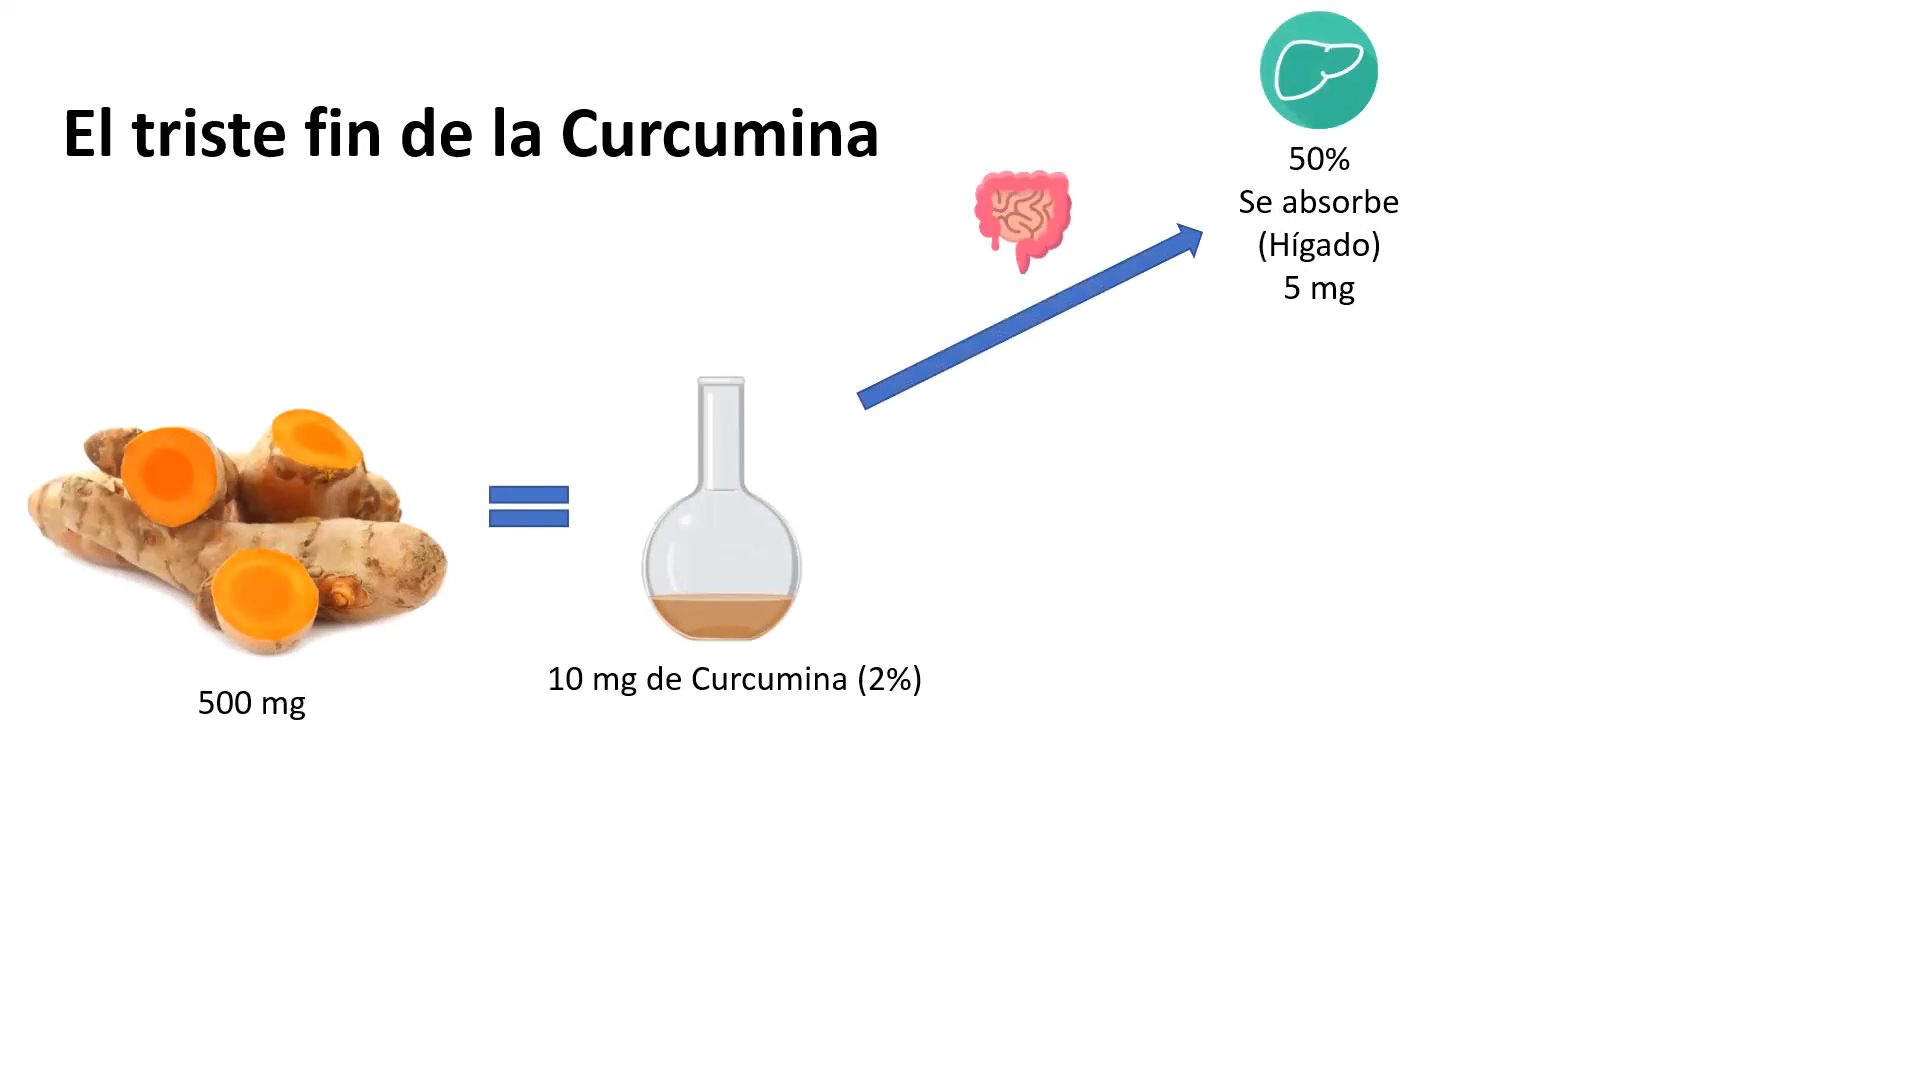 El triste fin de la Curcumina
50%
Se absorbe
(Hígado)
5 mg
10 mg de Curcumina (2%)
500 mg